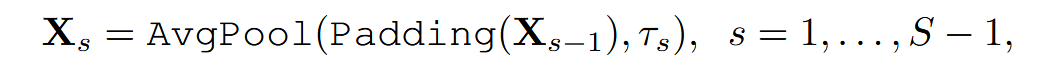 X_s = AvgPool(Padding(X_{s−1}), τ_s), s = 1, . . . , S − 1,